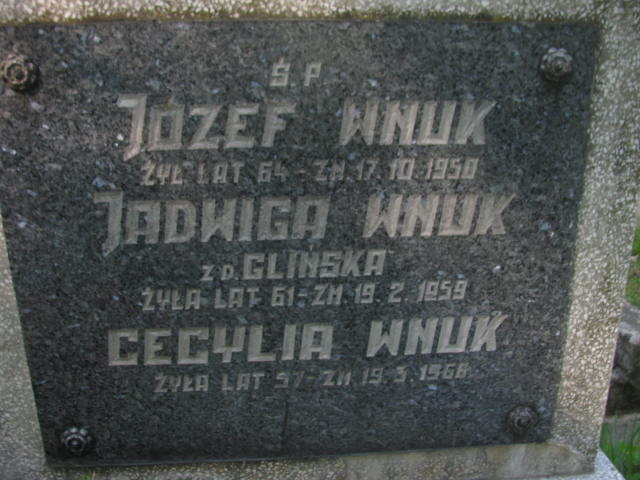 Ś.P.
JÓZEF WNUK
ŻYŁ LAT 64 - ZM. 17.10.1950
JADWIGA WNUK
Z D. GLIŃSKA
ŻYŁA LAT 61 - ZM. 19.2.1959
CECYLIA WNUK
ŻYŁA LAT 57 - ZM 19.3.1968